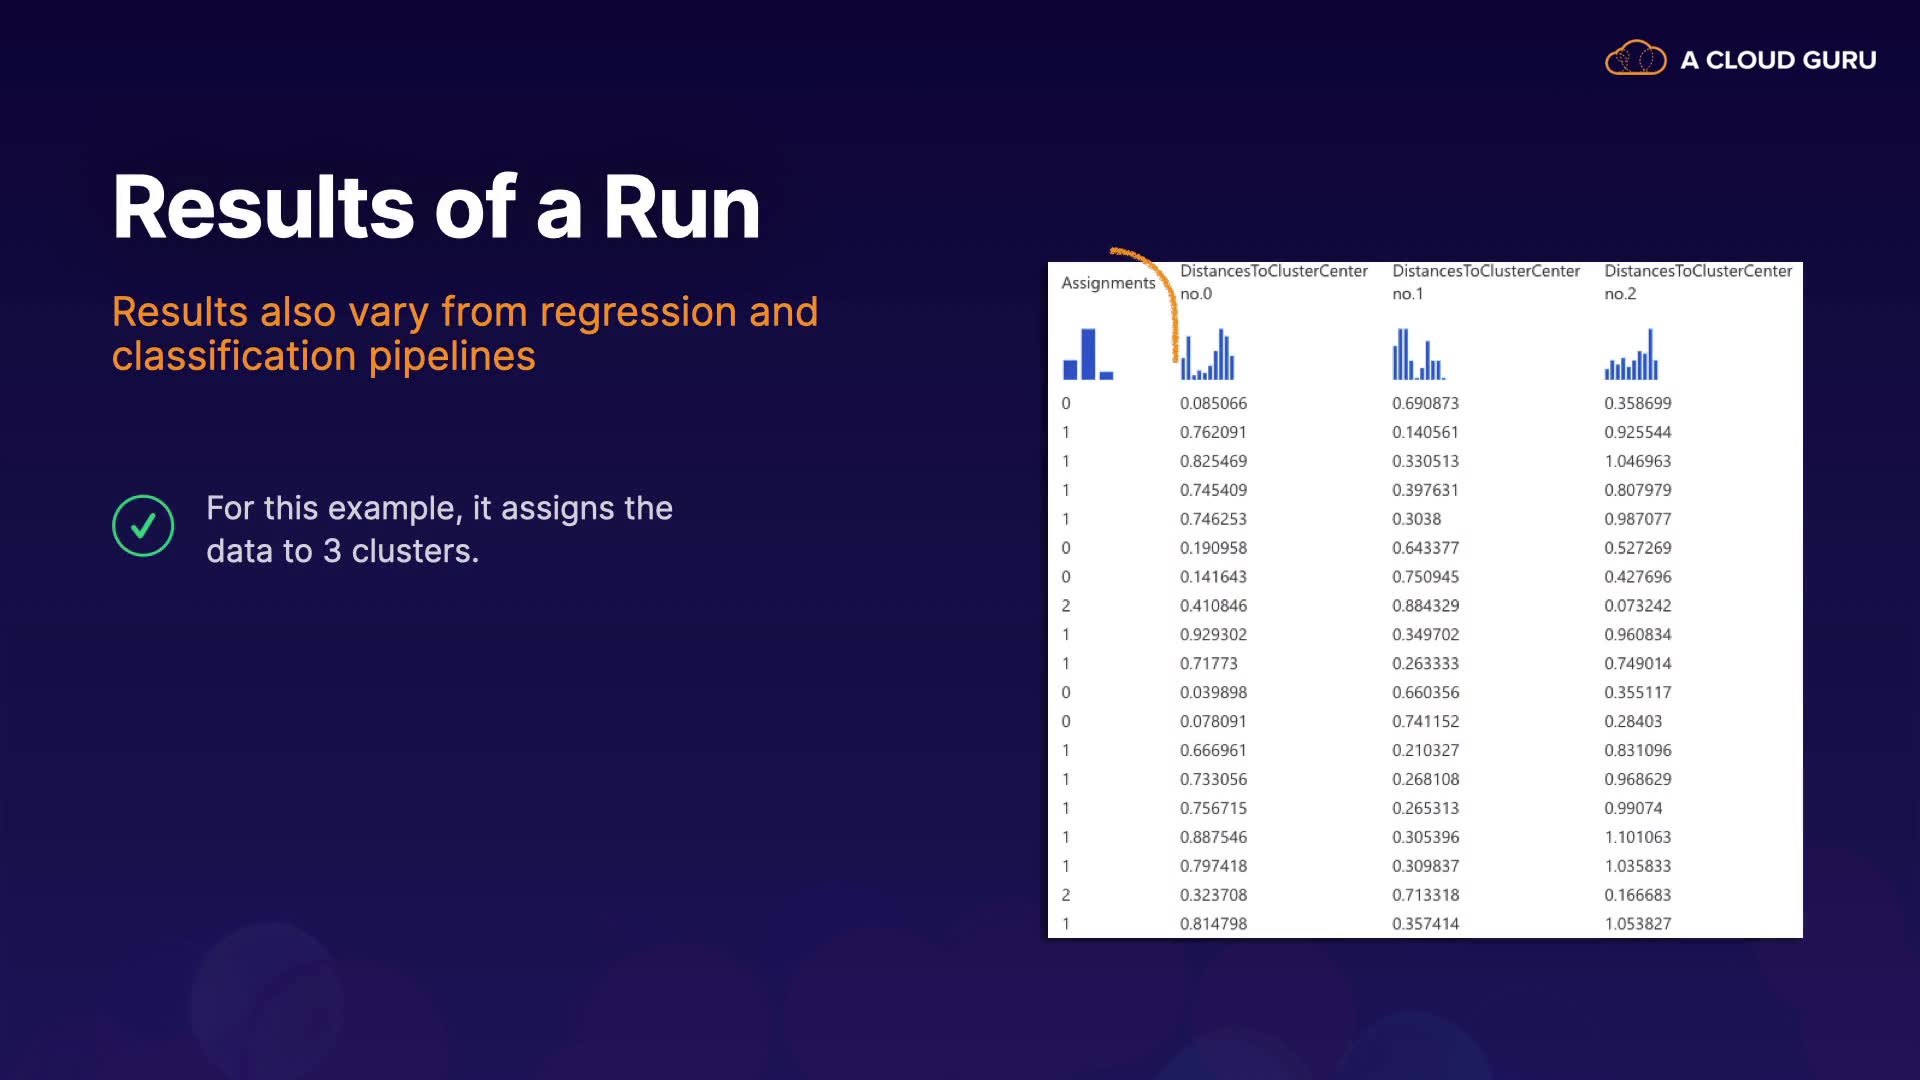 A CLOUD GURU
Results of a Run
Results also vary from regression and
classification pipelines
For this example, it assigns the
data to 3 clusters.
Assignments DistancesToClusterCenter no.0 DistancesToClusterCenter no.1 DistancesToClusterCenter no.2
0 0.085066 0.690873 0.358699
1 0.762091 0.140561 0.925544
1 0.825469 0.330513 1.046963
1 0.745409 0.397631 0.807979
1 0.746253 0.3038 0.987077
0 0.190958 0.643377 0.527269
0 0.141643 0.750945 0.427696
2 0.410846 0.884329 0.073242
1 0.929302 0.349702 0.960834
1 0.71773 0.263333 0.749014
0 0.039898 0.660356 0.355117
0 0.078091 0.741152 0.28403
1 0.666961 0.210327 0.831096
1 0.733056 0.268108 0.968629
1 0.756715 0.265313 0.99074
1 0.887546 0.305396 1.101063
1 0.797418 0.309837 1.035833
2 0.323708 0.713318 0.166683
1 0.814798 0.357414 1.053827